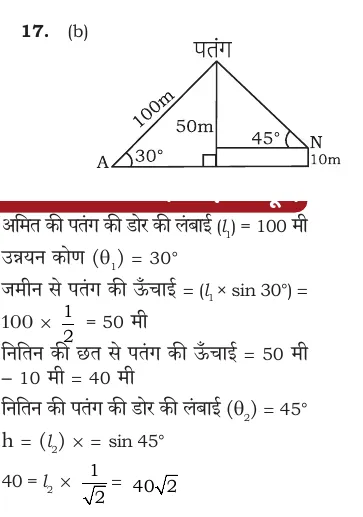 17. (b)
पतंग
100m
50m
45°
N
A
30°
10m
अमित की पतंग की डोर की लंबाई (l₁) = 100 मी
उन्नयन कोण (θ₁) = 30°
जमीन से पतंग की ऊँचाई = (l₁ × sin 30°) =
100 × 1/2 = 50 मी
नितिन की छत से पतंग की ऊँचाई = 50 मी
– 10 मी = 40 मी
नितिन की पतंग की डोर की लंबाई (θ₂) = 45°
h = (l₂) × = sin 45°
40 = l₂ × 1/√2 = 40√2